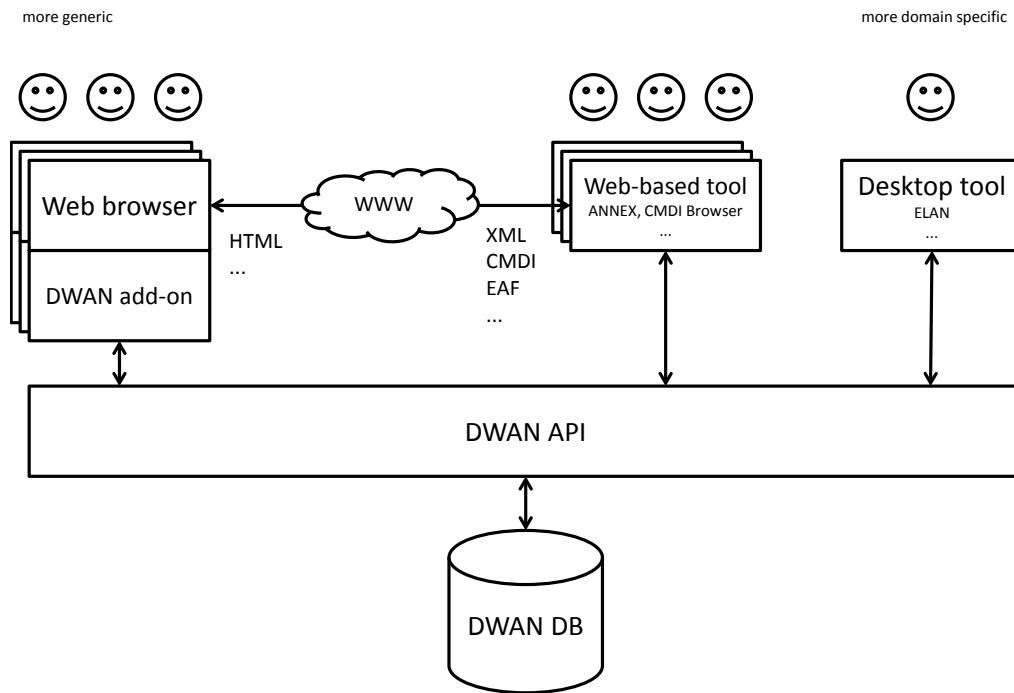 more generic
more domain specific
Web browser
DWAN add-on
HTML
...
WWW
XML
CMDI
EAF
...
Web-based tool
ANNEX, CMDI Browser
...
Desktop tool
ELAN
...
DWAN API
DWAN DB